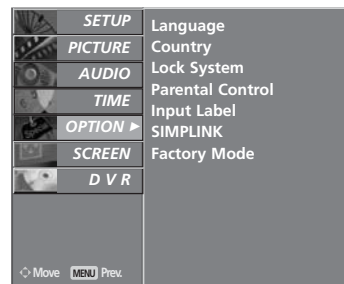 SETUP
PICTURE
AUDIO
TIME
OPTION ►
SCREEN
D V R
Language
Country
Lock System
Parental Control
Input Label
SIMPLINK
Factory Mode
Move MENU Prev.